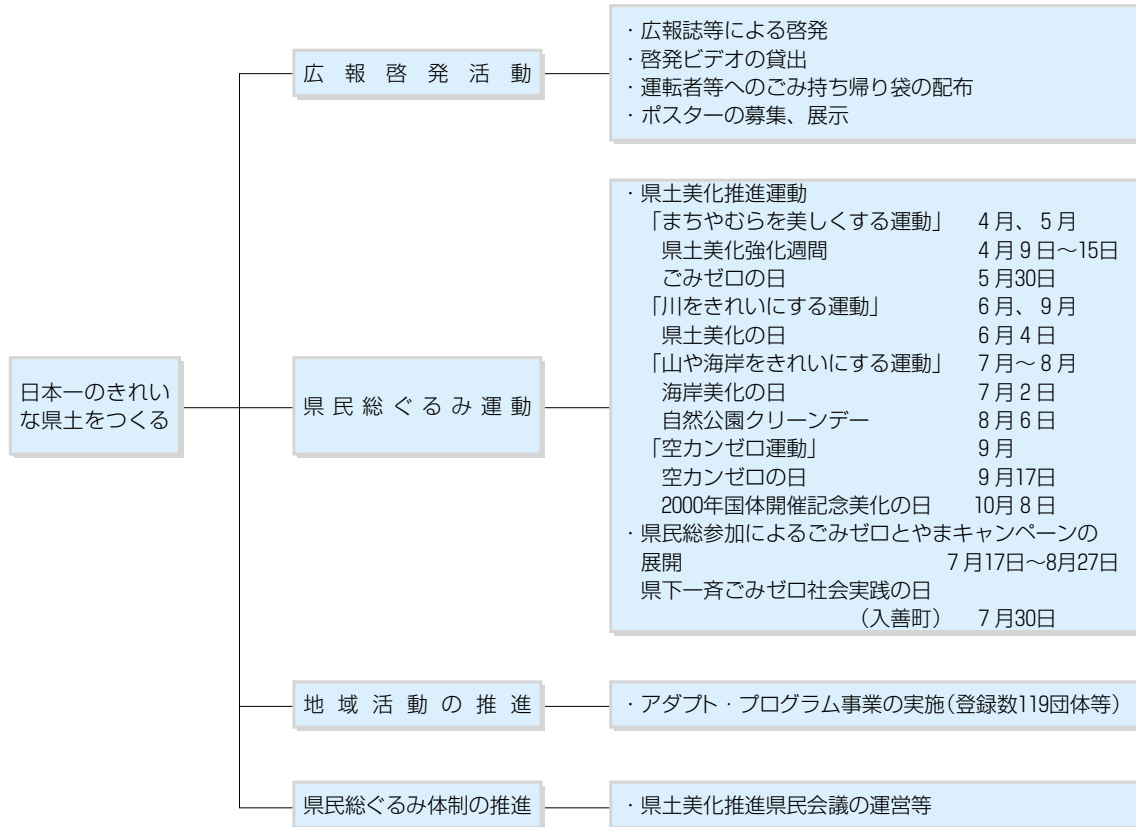 広報啓発活動
・広報誌等による啓発
・啓発ビデオの貸出
・運転者等へのごみ持ち帰り袋の配布
・ポスターの募集、展示
日本一のきれい
な県土をつくる
県民総ぐるみ運動
・県土美化推進運動
「まちやむらを美しくする運動」 4月、5月
県土美化強化週間 4月9日〜15日
ごみゼロの日 5月30日
「川をきれいにする運動」 6月、9月
県土美化の日 6月4日
「山や海岸をきれいにする運動」 7月〜8月
海岸美化の日 7月2日
自然公園クリーンデー 8月6日
「空カンゼロ運動」 9月
空カンゼロの日 9月17日
2000年国体開催記念美化の日 10月8日
・県民総参加によるごみゼロとやまキャンペーンの
展開 7月17日〜8月27日
県下一斉ごみゼロ社会実践の日
(入善町) 7月30日
地域活動の推進
・アダプト・プログラム事業の実施(登録数119団体等)
県民総ぐるみ体制の推進
・県土美化推進県民会議の運営等